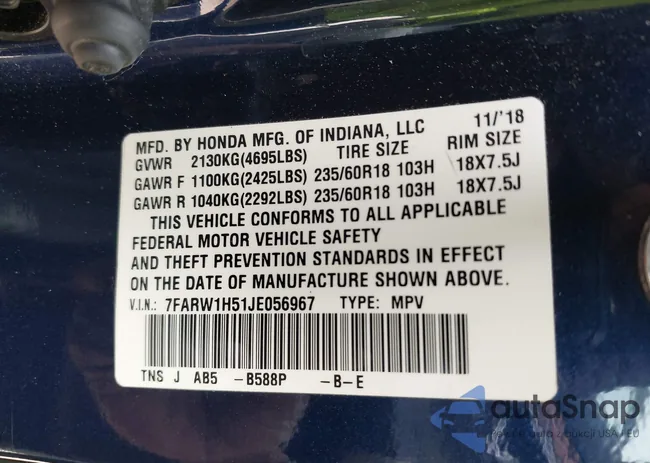 MFD. BY HONDA MFG. OF INDIANA, LLC 11/'18
GVWR 2130KG(4695LBS) TIRE SIZE RIM SIZE
GAWR F 1100KG(2425LBS) 235/60R18 103H 18X7.5J
GAWR R 1040KG(2292LBS) 235/60R18 103H 18X7.5J
THIS VEHICLE CONFORMS TO ALL APPLICABLE
FEDERAL MOTOR VEHICLE SAFETY
AND THEFT PREVENTION STANDARDS IN EFFECT
ON THE DATE OF MANUFACTURE SHOWN ABOVE.
V.I.N.: 7FARW1H51JE056967 TYPE: MPV
TNS J AB5 -B588P -B-E
autoSnap
aukcji USA i EU